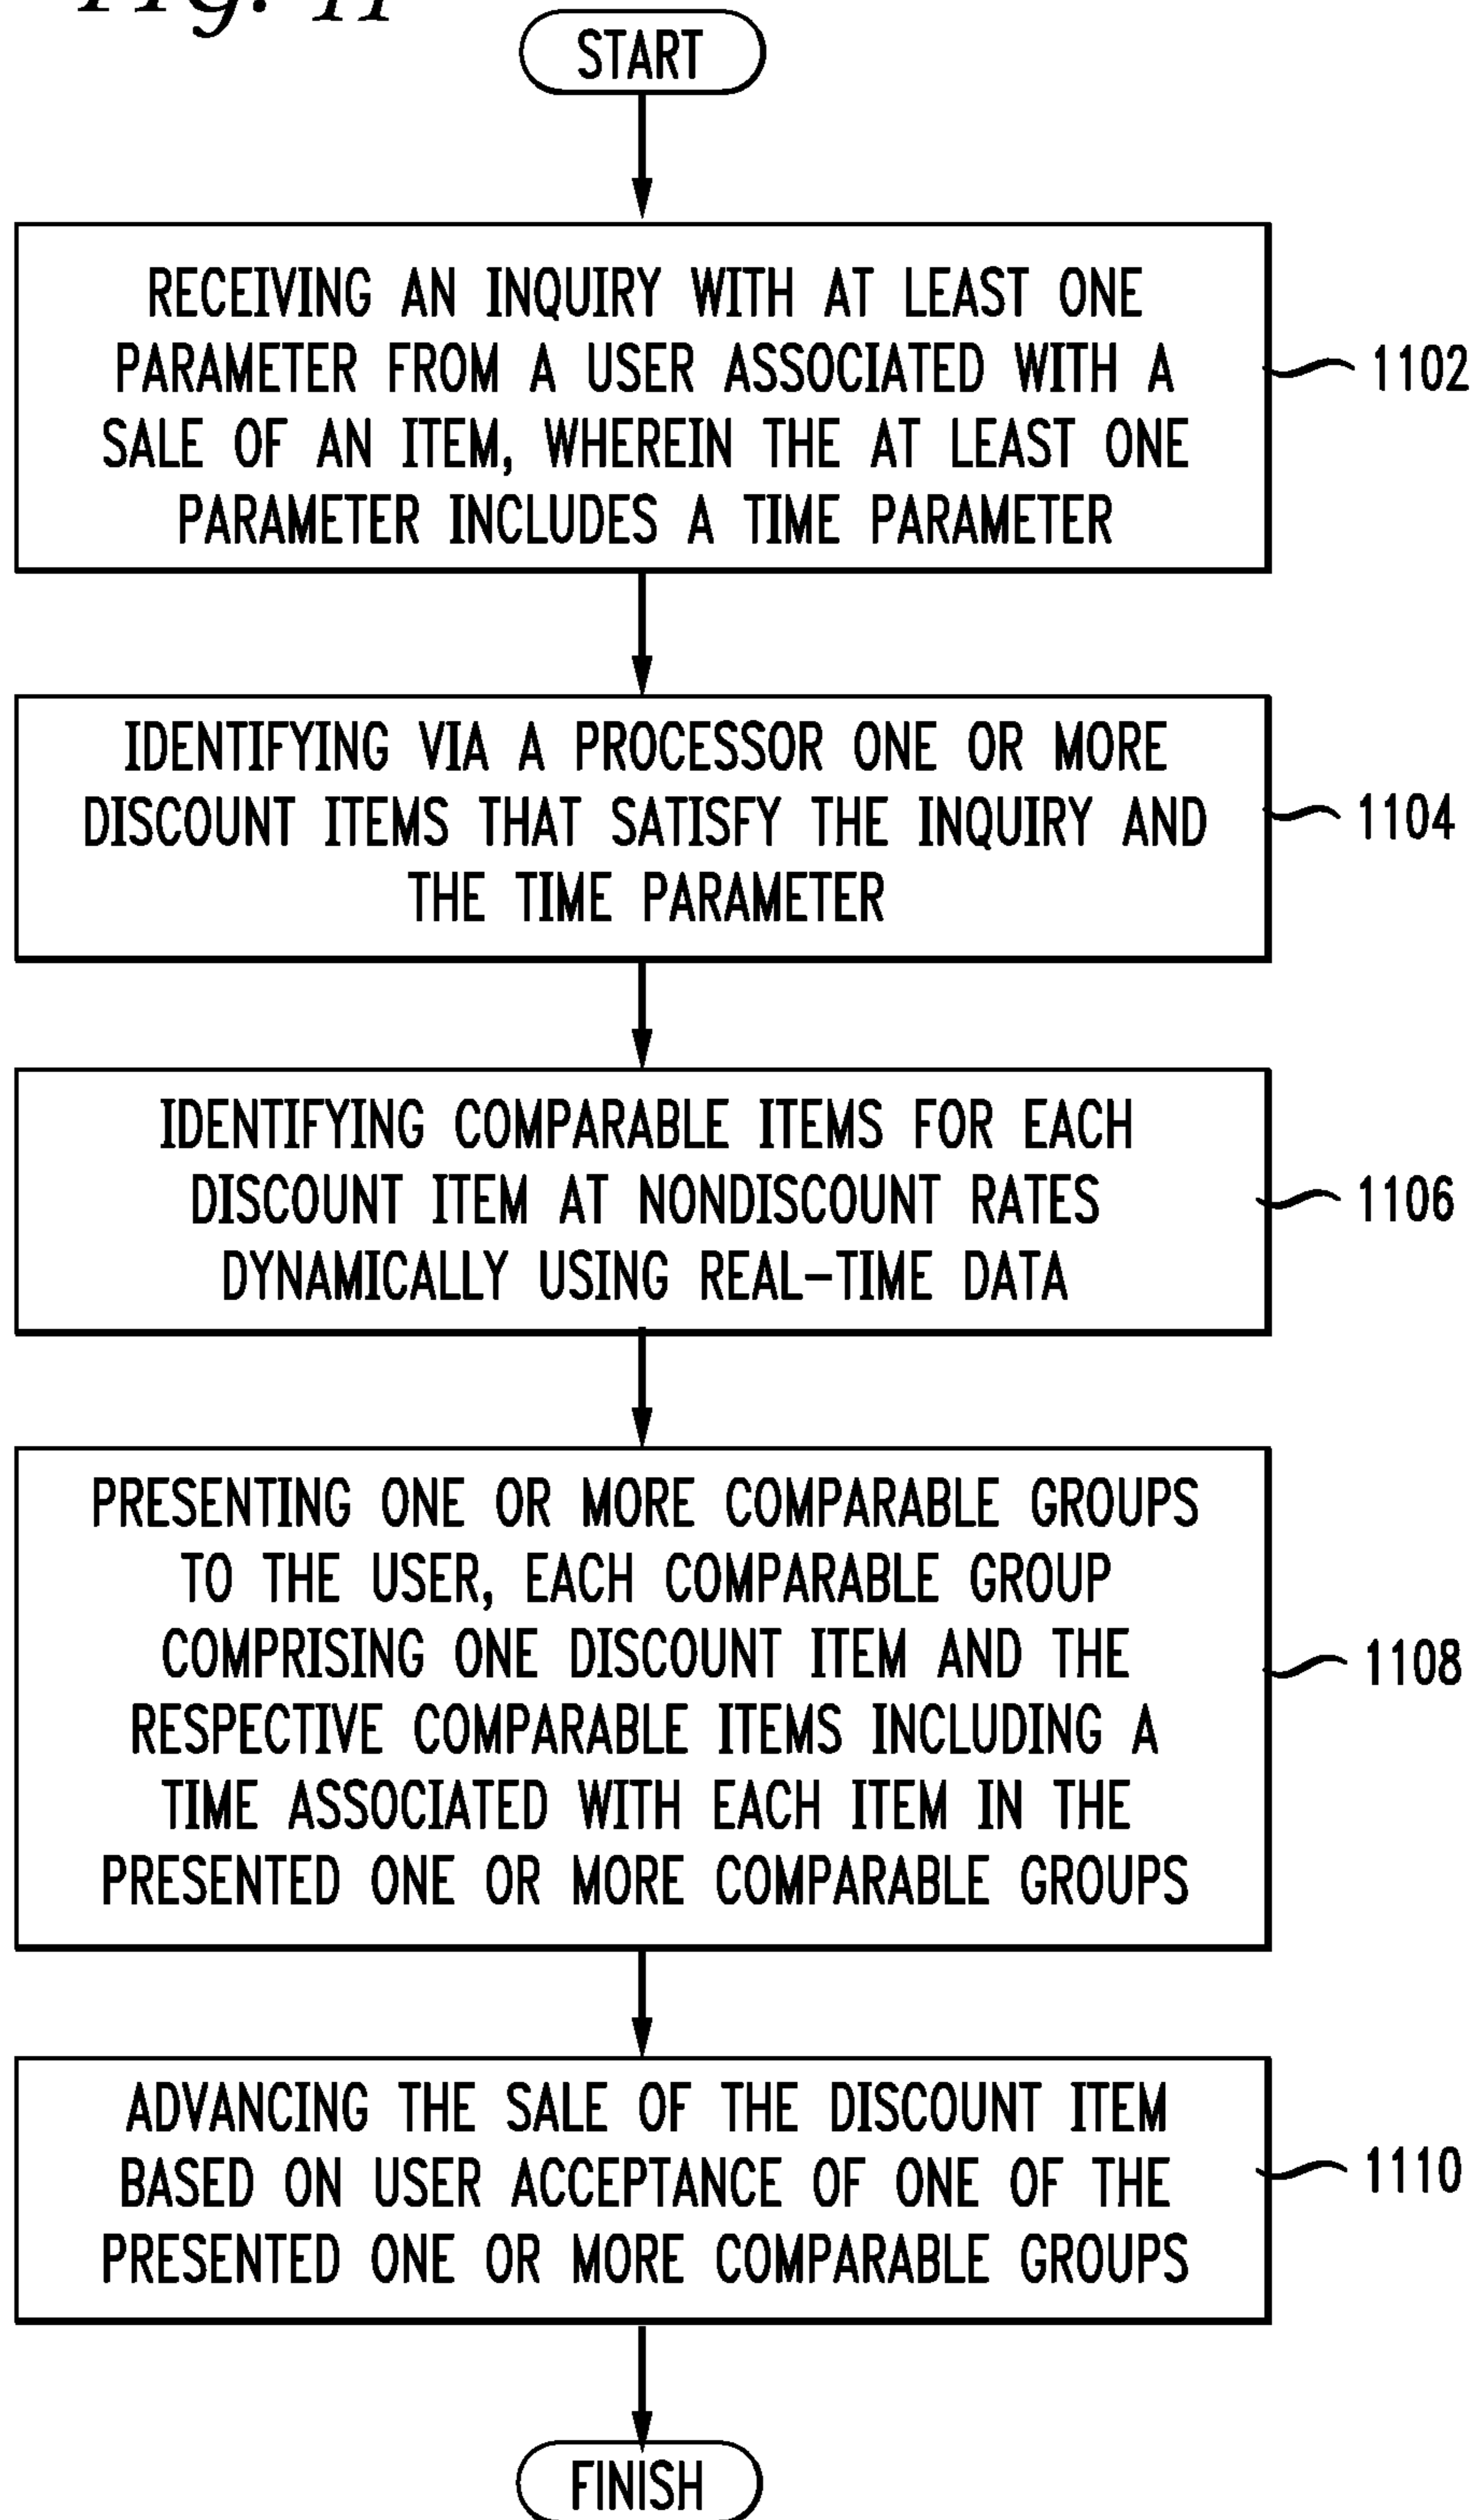 Fig. 11
START
RECEIVING AN INQUIRY WITH AT LEAST ONE
PARAMETER FROM A USER ASSOCIATED WITH A
SALE OF AN ITEM, WHEREIN THE AT LEAST ONE
PARAMETER INCLUDES A TIME PARAMETER
1102
IDENTIFYING VIA A PROCESSOR ONE OR MORE
DISCOUNT ITEMS THAT SATISFY THE INQUIRY AND
THE TIME PARAMETER
1104
IDENTIFYING COMPARABLE ITEMS FOR EACH
DISCOUNT ITEM AT NONDISCOUNT RATES
DYNAMICALLY USING REAL-TIME DATA
1106
PRESENTING ONE OR MORE COMPARABLE GROUPS
TO THE USER, EACH COMPARABLE GROUP
COMPRISING ONE DISCOUNT ITEM AND THE
RESPECTIVE COMPARABLE ITEMS INCLUDING A
TIME ASSOCIATED WITH EACH ITEM IN THE
PRESENTED ONE OR MORE COMPARABLE GROUPS
1108
ADVANCING THE SALE OF THE DISCOUNT ITEM
BASED ON USER ACCEPTANCE OF ONE OF THE
PRESENTED ONE OR MORE COMPARABLE GROUPS
1110
FINISH